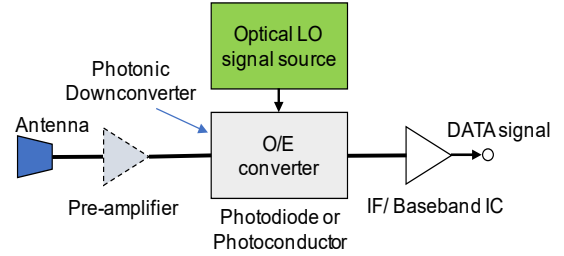 Optical LO
signal source
Photonic
Downconverter
Antenna
O/E
converter
DATA signal
Pre-amplifier
IF/ Baseband IC
Photodiode or
Photoconductor